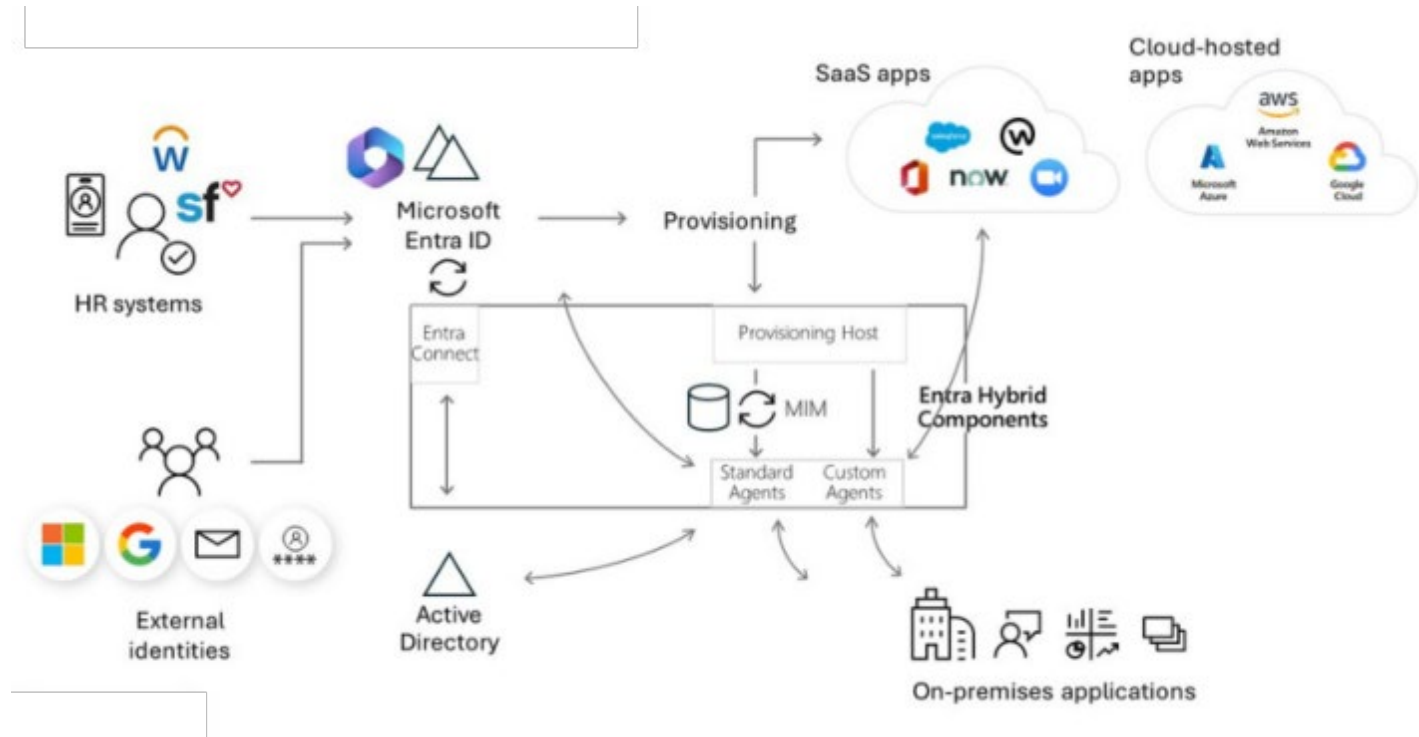 Cloud-hosted
apps
SaaS apps
aws
Amazon
Web Services
Microsoft
Azure
Google
Cloud
salesforce
W
now
W
sf
HR systems
Microsoft
Entra ID
Provisioning
Entra
Connect
Provisioning Host
MIM
Entra Hybrid
Components
Standard
Agents
Custom
Agents
G
****
External
identities
Active
Directory
On-premises applications